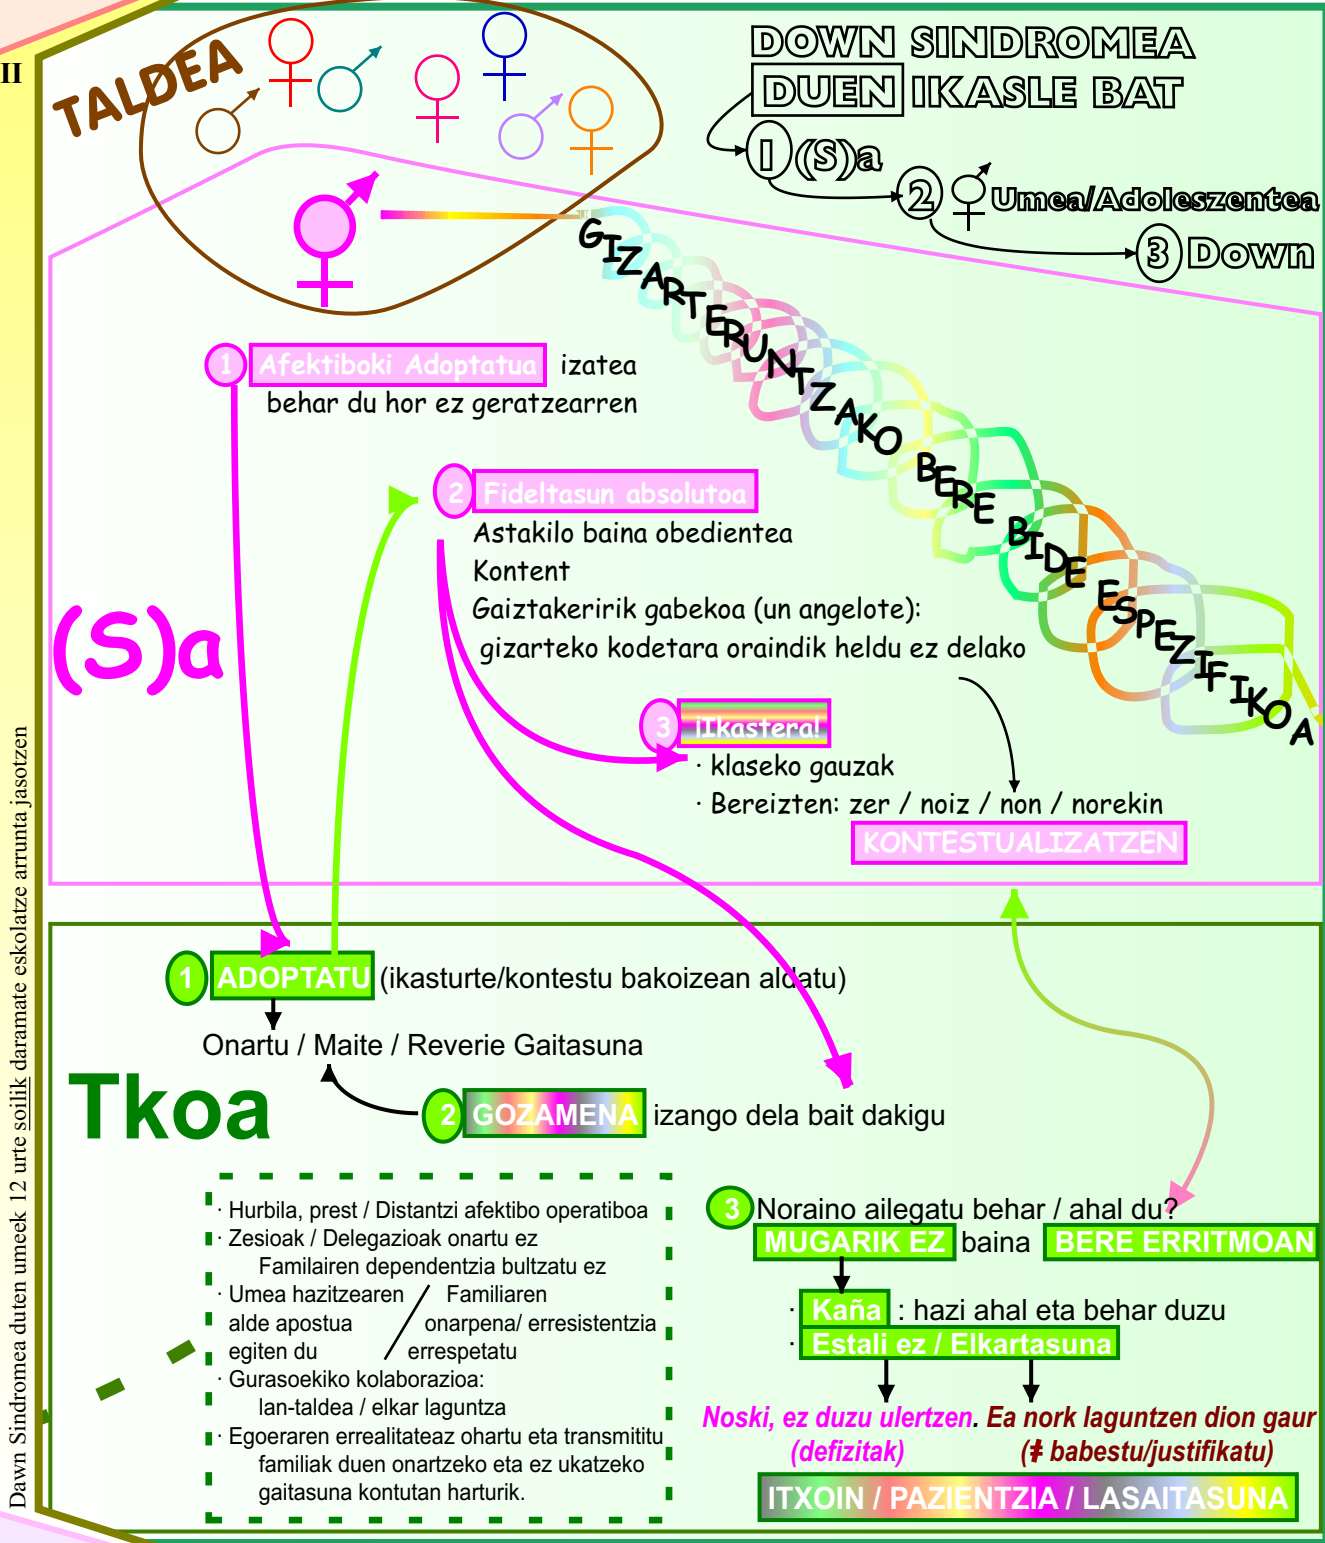 II
TALDEA
DOWN SINDROMEA
DUEN IKASLE BAT
1 (S)a
2 Umea/Adoleszentea
3 Down
GIZARTERUNTZAKO BERE BIDE ESPEZIFIKOA
1 Afektiboki Adoptatua izatea
behar du hor ez geratzearren
2 Fideltasun absolutoa
Astakilo baina obedientea
Kontent
Gaiztakeririk gabekoa (un angelote):
gizarteko kodetara oraindik heldu ez delako
(S)a
3 ¡Ikastera!
· klaseko gauzak
· Bereizten: zer / noiz / non / norekin
KONTESTUALIZATZEN
1 ADOPTATU (ikasturte/kontestu bakoizean aldatu)
Onartu / Maite / Reverie Gaitasuna
Tkoa
2 GOZAMENA izango dela bait dakigu
· Hurbila, prest / Distantzi afektibo operatiboa
· Zesioak / Delegazioak onartu ez
Familairen dependentzia bultzatu ez
· Umea hazitzearen / Familiaren
alde apostua onarpena/ erresistentzia
egiten du errespetatu
· Gurasoekiko kolaborazioa:
lan-taldea / elkar laguntza
· Egoeraren errealitateaz ohartu eta transmititu
familiak duen onartzeko eta ez ukatzeko
gaitasuna kontutan harturik.
3 Noraino ailegatu behar / ahal du?
MUGARIK EZ baina BERE ERRITMOAN
· Kaña : hazi ahal eta behar duzu
· Estali ez / Elkartasuna
Noski, ez duzu ulertzen. Ea nork laguntzen dion gaur
(defizitak) (≠ babestu/justifikatu)
ITXOIN / PAZIENTZIA / LASAITASUNA
Dawn Sindromea duten umeek 12 urte soilik daramate eskolatze arrunta jasotzen